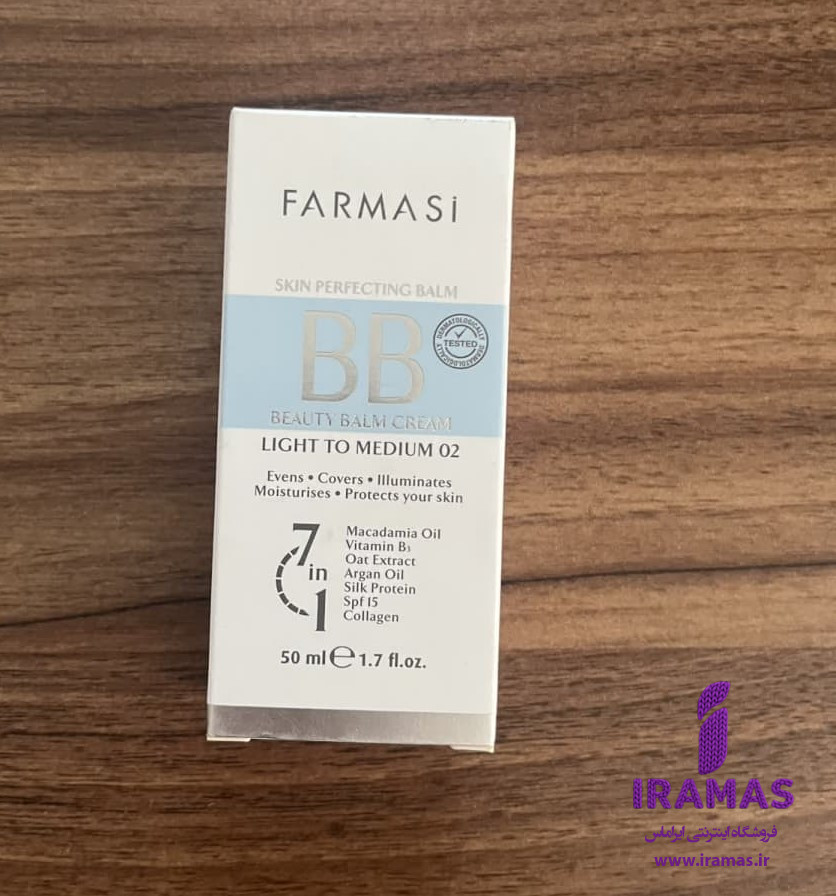 FARMASi
SKIN PERFECTING BALM
BB
DERMATOLOGICALLY
TESTED
DERMATOLOGICALLY
BEAUTY BALM CREAM
LIGHT TO MEDIUM 02
Evens • Covers • Illuminates
Moisturises • Protects your skin
7 in 1
Macadamia Oil
Vitamin B₃
Oat Extract
Argan Oil
Silk Protein
Spf 15
Collagen
50 ml ℮ 1.7 fl.oz.
IRAMAS
فروشگاه اینترنتی ایراماس
www.iramas.ir